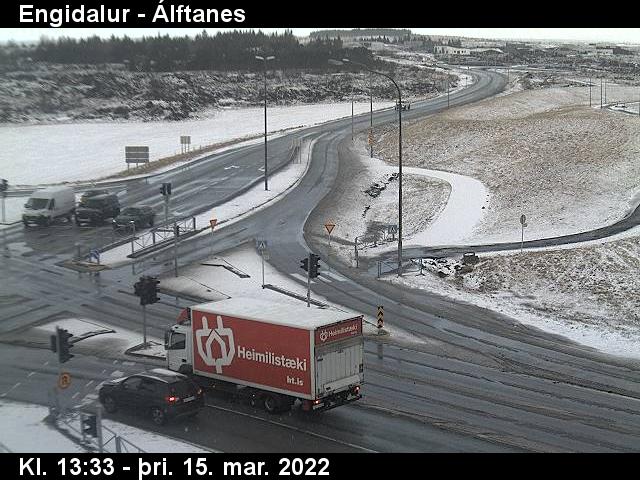 Engidalur - Álftanes
Heimilistæki
Heimilistæki
ht.is
Kl. 13:33 - þri. 15. mar. 2022